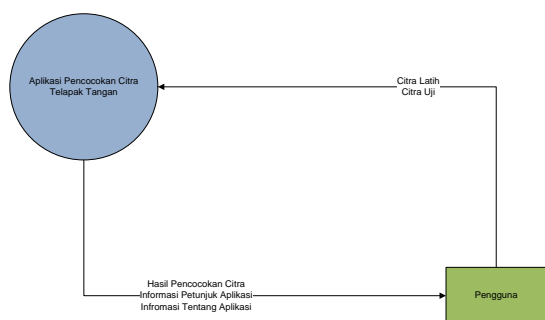 Aplikasi Pencocokan Citra
Telapak Tangan
Citra Latih
Citra Uji
Hasil Pencocokan Citra
Informasi Petunjuk Aplikasi
Infromasi Tentang Aplikasi
Pengguna